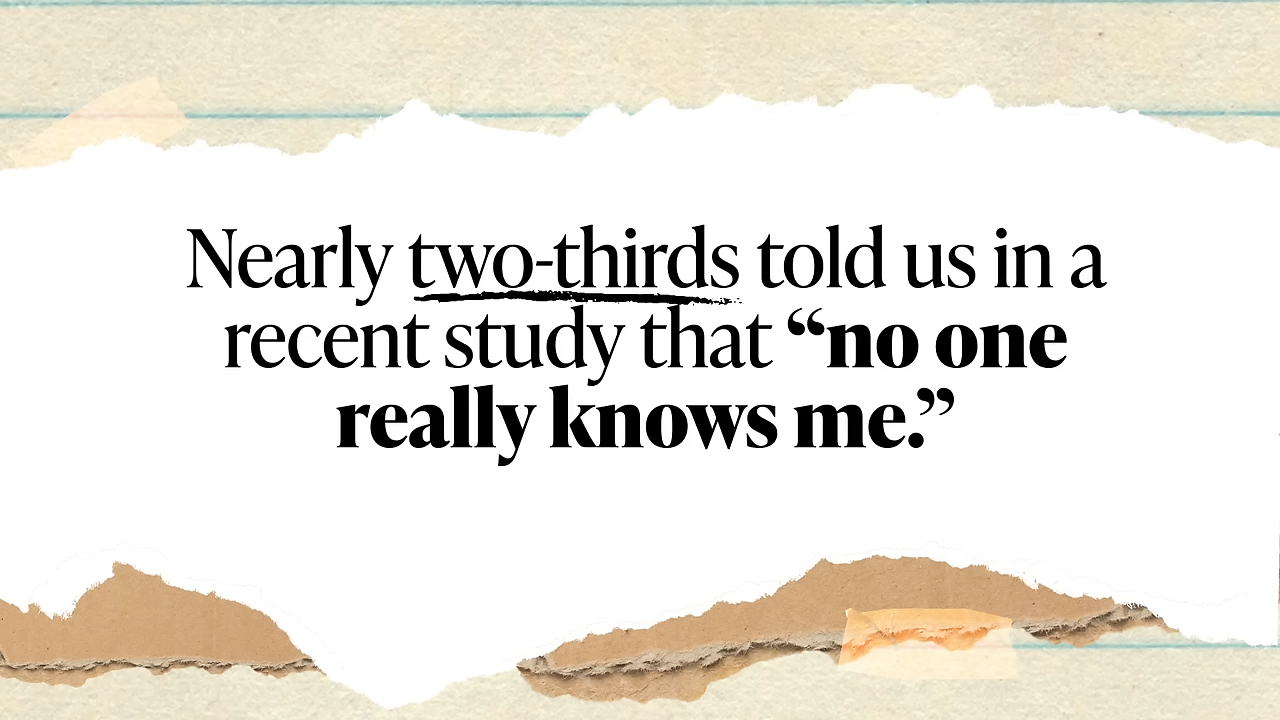 Nearly two-thirds told us in a
recent study that “no one
really knows me.”